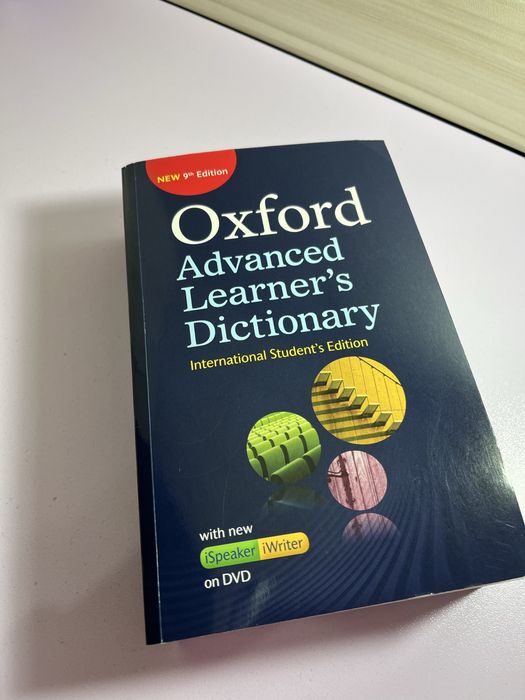 NEW 9th Edition
Oxford
Advanced
Learner's
Dictionary
International Student's Edition
with new
iSpeaker iWriter
on DVD